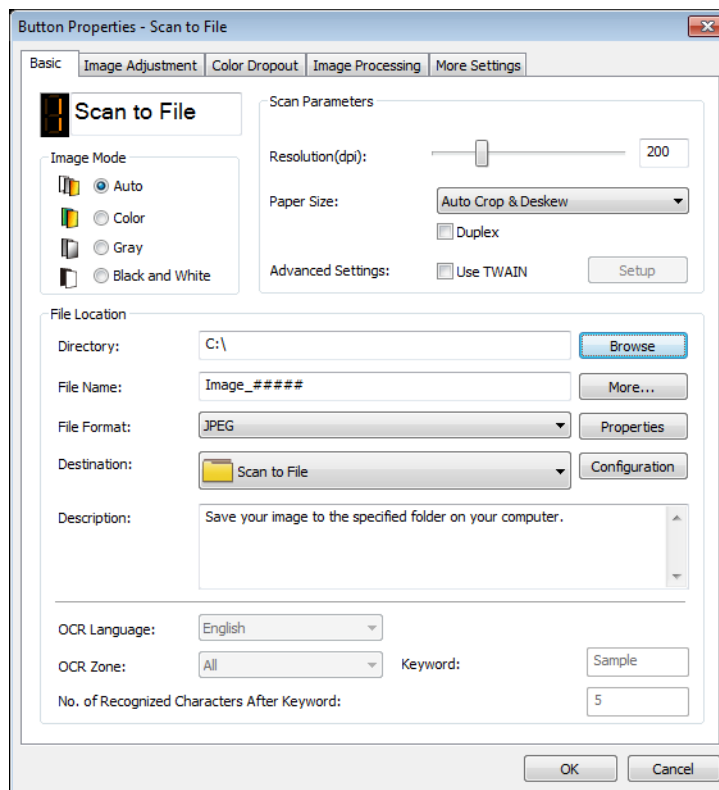 Button Properties - Scan to File
Basic Image Adjustment Color Dropout Image Processing More Settings
1 Scan to File
Scan Parameters
Resolution(dpi): 200
Paper Size: Auto Crop & Deskew
Duplex
Advanced Settings: Use TWAIN Setup
Image Mode
Auto
Color
Gray
Black and White
File Location
Directory: C:\ Browse
File Name: Image_##### More...
File Format: JPEG Properties
Destination: Scan to File Configuration
Description: Save your image to the specified folder on your computer.
OCR Language: English
OCR Zone: All Keyword: Sample
No. of Recognized Characters After Keyword: 5
OK Cancel